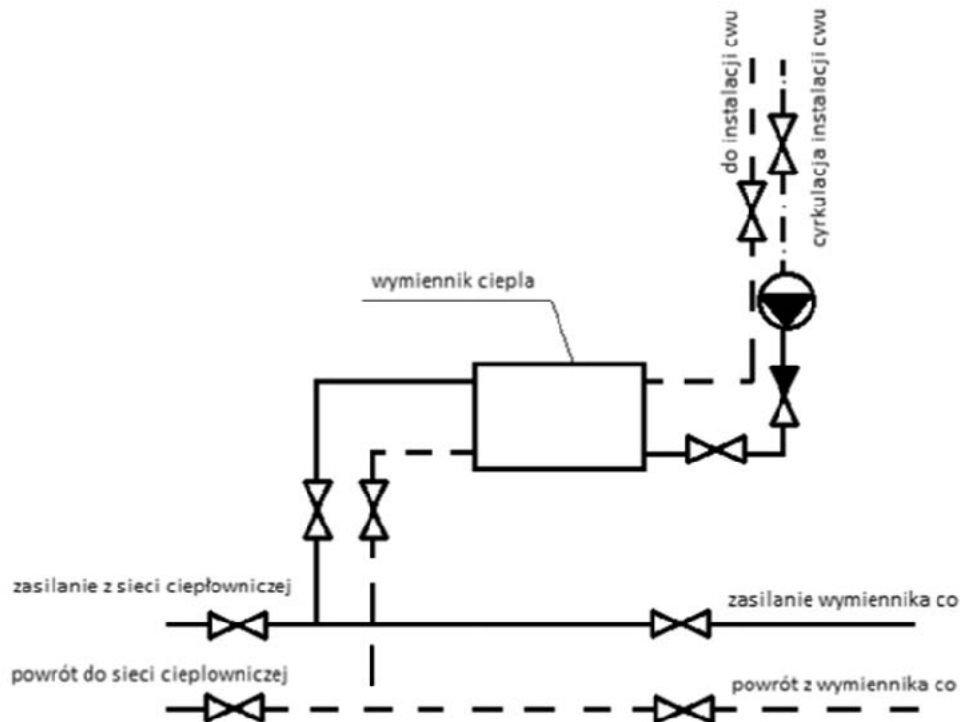 do instalacji cwu
cyrkulacja instalacji cwu
wymiennik ciepla
zasilanie z sieci ciepłowniczej
zasilanie wymiennika co
powrót do sieci cieplowniczej
powrót z wymiennika co